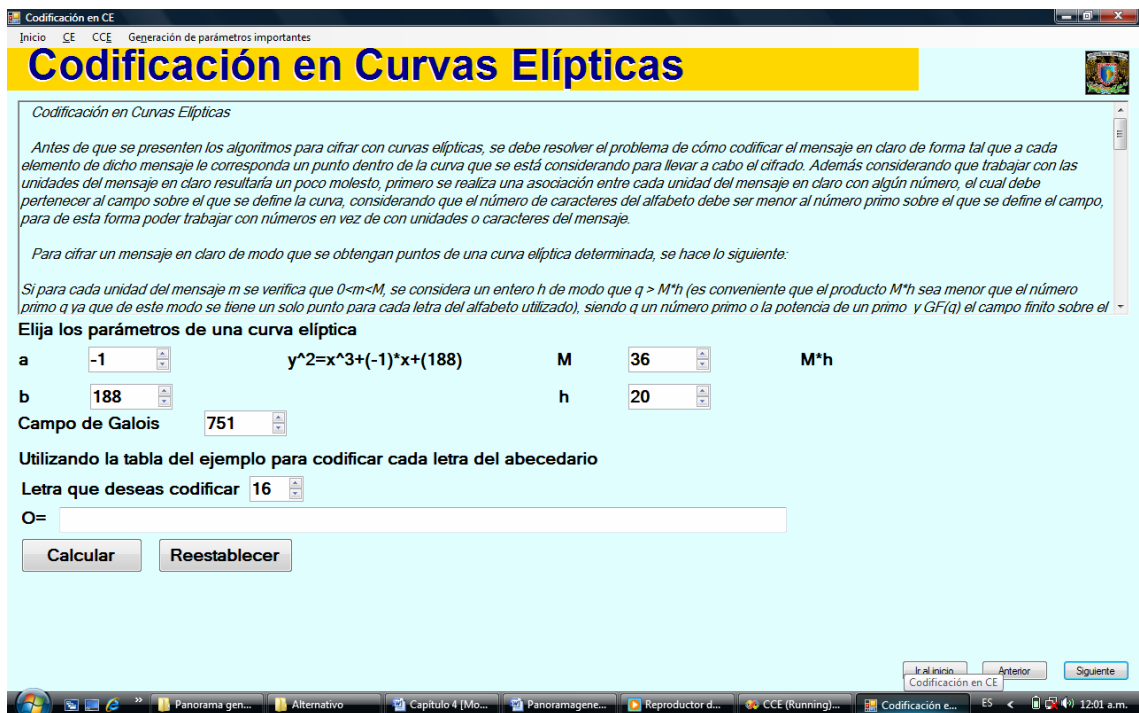 Codificación en CE
Inicio CE CCE Generación de parámetros importantes
Codificación en Curvas Elípticas
Codificación en Curvas Elípticas
Antes de que se presenten los algoritmos para cifrar con curvas elípticas, se debe resolver el problema de cómo codificar el mensaje en claro de forma tal que a cada
elemento de dicho mensaje le corresponda un punto dentro de la curva que se está considerando para llevar a cabo el cifrado. Además considerando que trabajar con las
unidades del mensaje en claro resultaría un poco molesto, primero se realiza una asociación entre cada unidad del mensaje en claro con algún número, el cual debe
pertenecer al campo sobre el que se define la curva, considerando que el número de caracteres del alfabeto debe ser menor al número primo sobre el que se define el campo,
para de esta forma poder trabajar con números en vez de con unidades o caracteres del mensaje.
Para cifrar un mensaje en claro de modo que se obtengan puntos de una curva elíptica determinada, se hace lo siguiente:
Si para cada unidad del mensaje m se verifica que 0<m<M, se considera un entero h de modo que q > M*h (es conveniente que el producto M*h sea menor que el número
primo q ya que de este modo se tiene un solo punto para cada letra del alfabeto utilizado), siendo q un número primo o la potencia de un primo y GF(q) el campo finito sobre el
Elija los parámetros de una curva elíptica
a -1 y^2=x^3+(-1)*x+(188) M 36 M*h
b 188 h 20
Campo de Galois 751
Utilizando la tabla del ejemplo para codificar cada letra del abecedario
Letra que deseas codificar 16
O=
Calcular Reestablecer
Ir al inicio Anterior Siguiente
Codificación en CE
Panorama gen... Alternativo Capítulo 4 [Mo... Panoramagene... Reproductor d... CCE (Running)... Codificación e... ES 12:01 a.m.